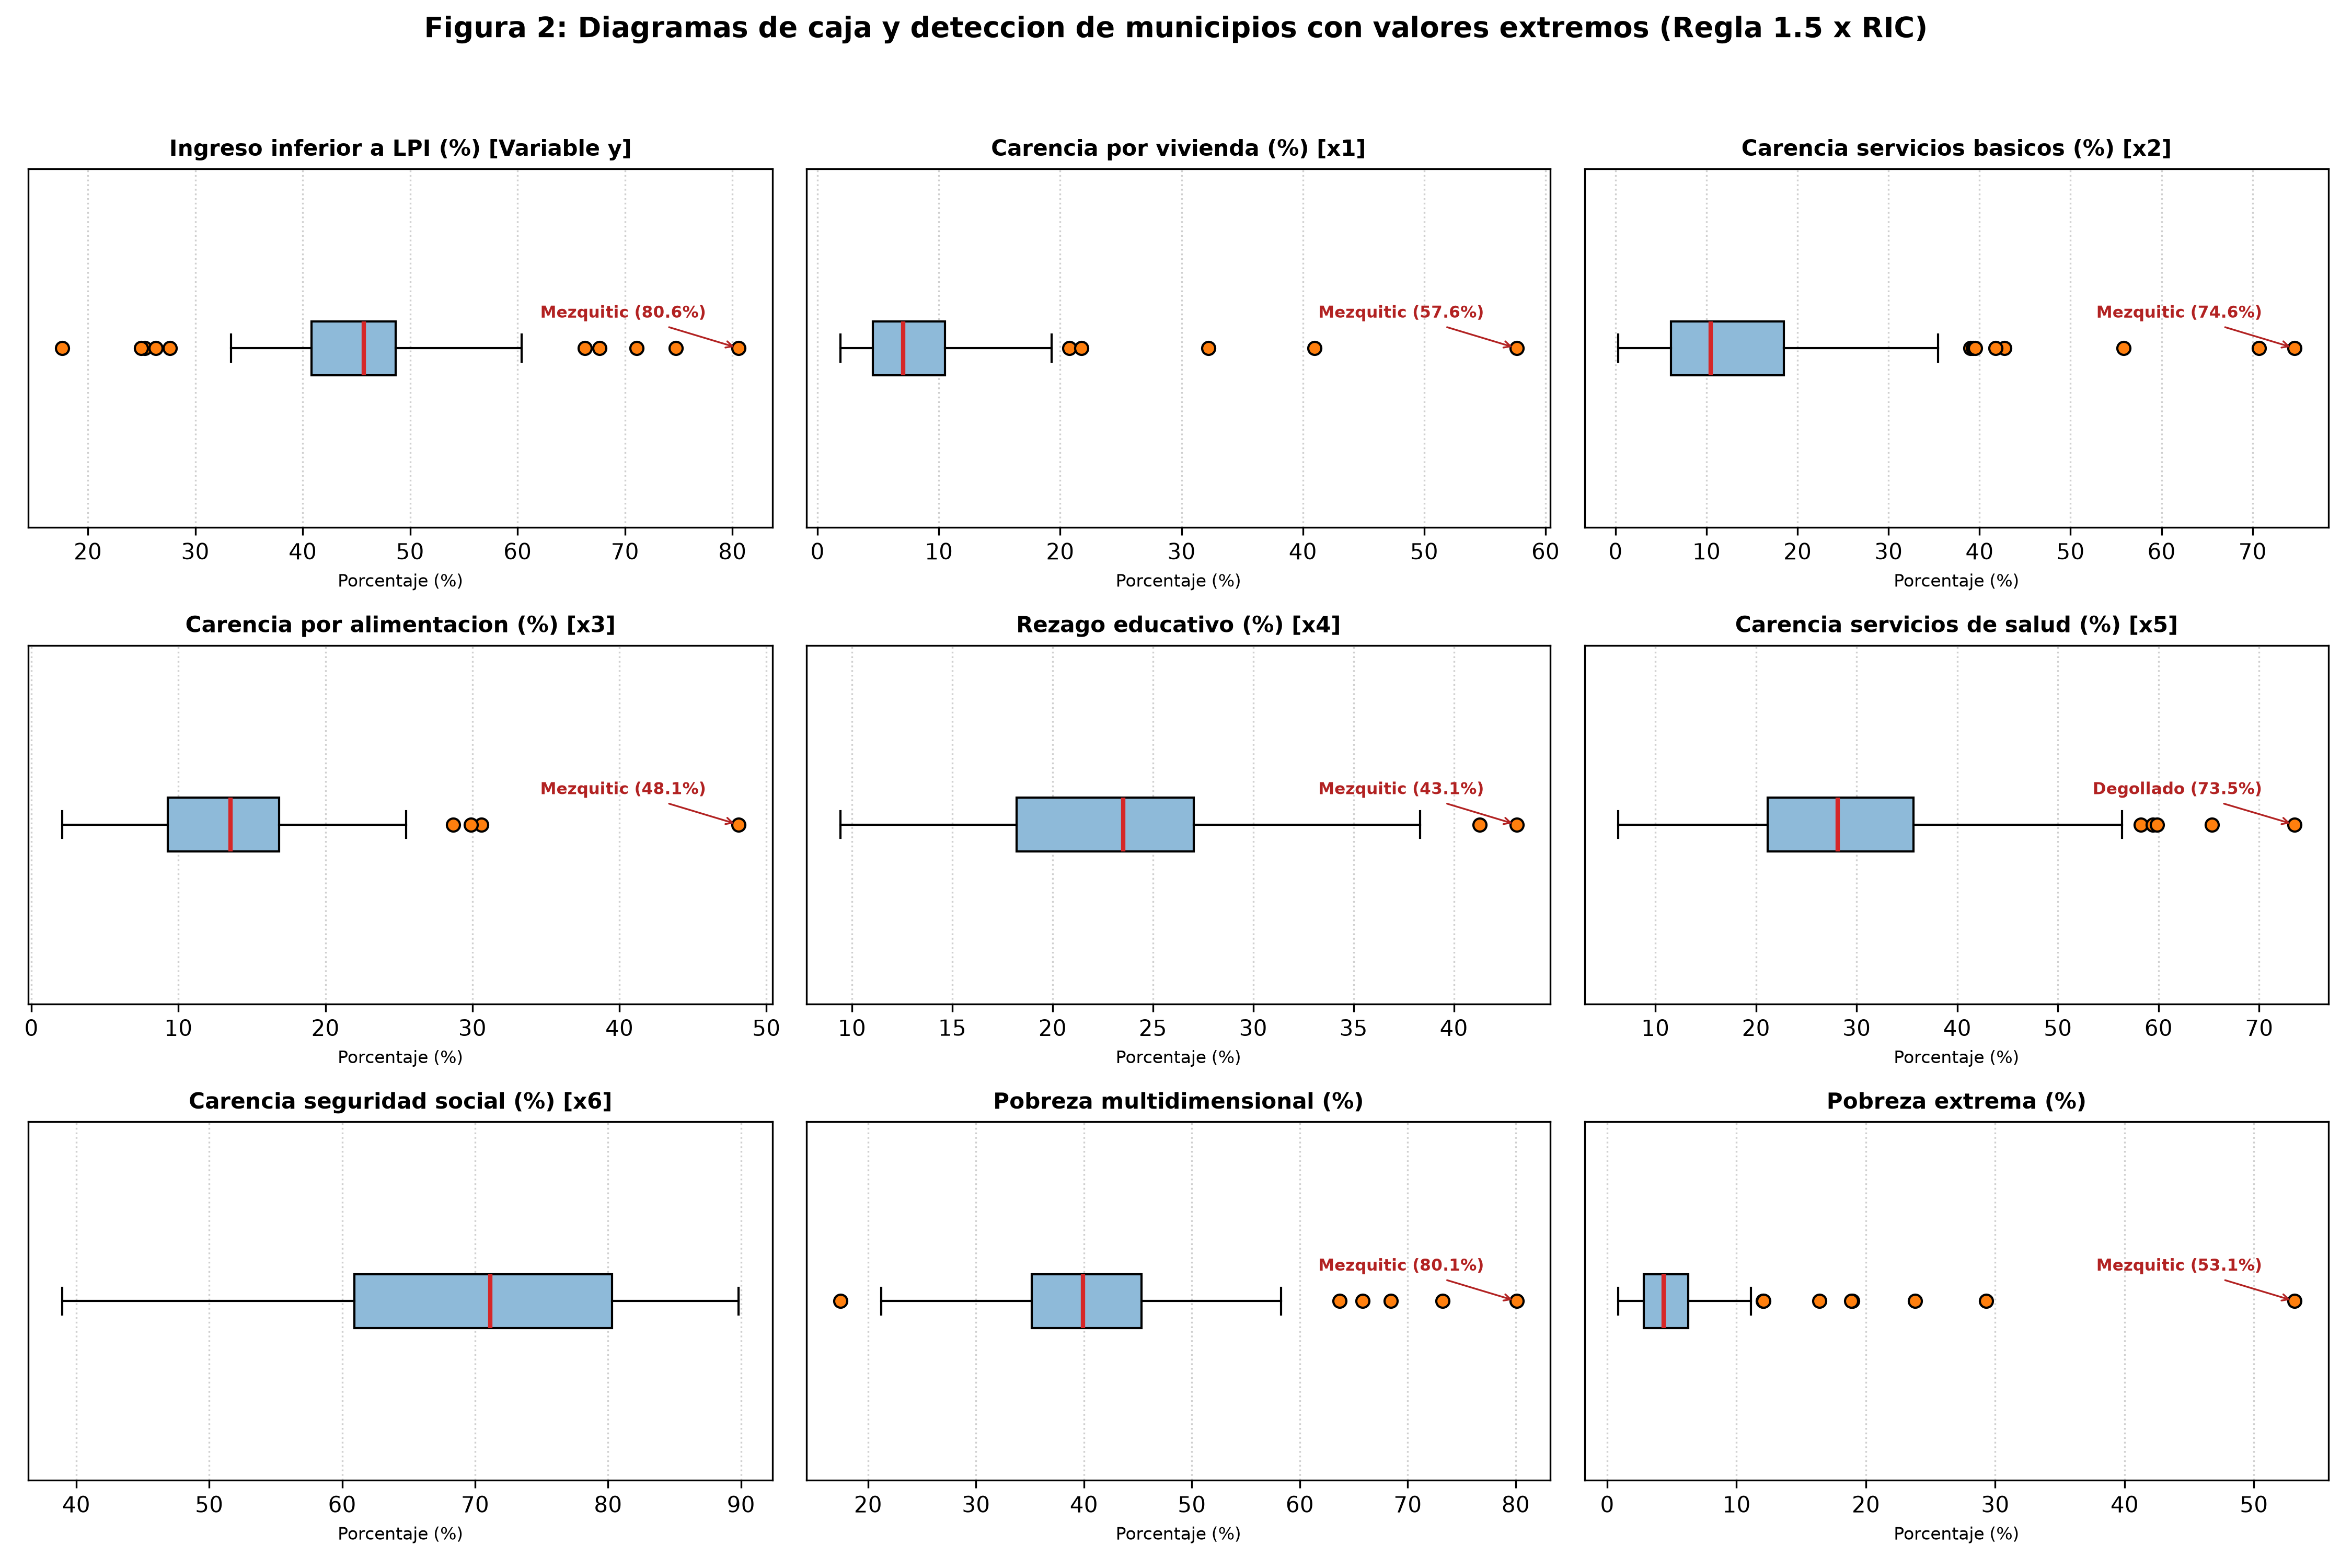 Figura 2: Diagramas de caja y deteccion de municipios con valores extremos (Regla 1.5 x RIC)
Ingreso inferior a LPI (%) [Variable y]
Mezquitic (80.6%)
20 30 40 50 60 70 80
Porcentaje (%)
Carencia por vivienda (%) [x1]
Mezquitic (57.6%)
0 10 20 30 40 50 60
Porcentaje (%)
Carencia servicios basicos (%) [x2]
Mezquitic (74.6%)
0 10 20 30 40 50 60 70
Porcentaje (%)
Carencia por alimentacion (%) [x3]
Mezquitic (48.1%)
0 10 20 30 40 50
Porcentaje (%)
Rezago educativo (%) [x4]
Mezquitic (43.1%)
10 15 20 25 30 35 40
Porcentaje (%)
Carencia servicios de salud (%) [x5]
Degollado (73.5%)
10 20 30 40 50 60 70
Porcentaje (%)
Carencia seguridad social (%) [x6]
40 50 60 70 80 90
Porcentaje (%)
Pobreza multidimensional (%)
Mezquitic (80.1%)
20 30 40 50 60 70 80
Porcentaje (%)
Pobreza extrema (%)
Mezquitic (53.1%)
0 10 20 30 40 50
Porcentaje (%)